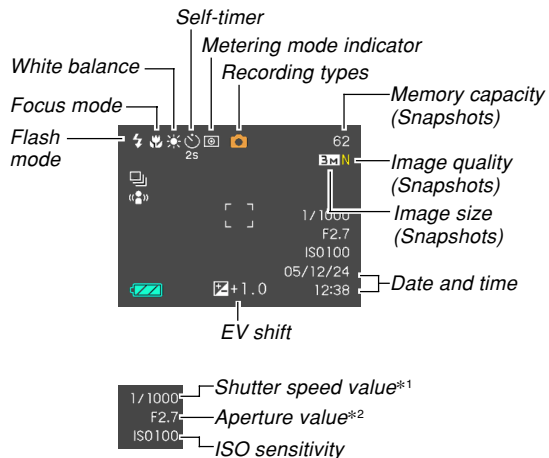 Self-timer
Metering mode indicator
White balance
Recording types
Focus mode
Memory capacity
(Snapshots)
Flash
mode
62
2s
3M N
Image quality
(Snapshots)
Image size
(Snapshots)
1/1000
F2.7
ISO100
05/12/24
12:38
Date and time
+1.0
EV shift
1/1000
Shutter speed value*1
F2.7
Aperture value*2
ISO100
ISO sensitivity